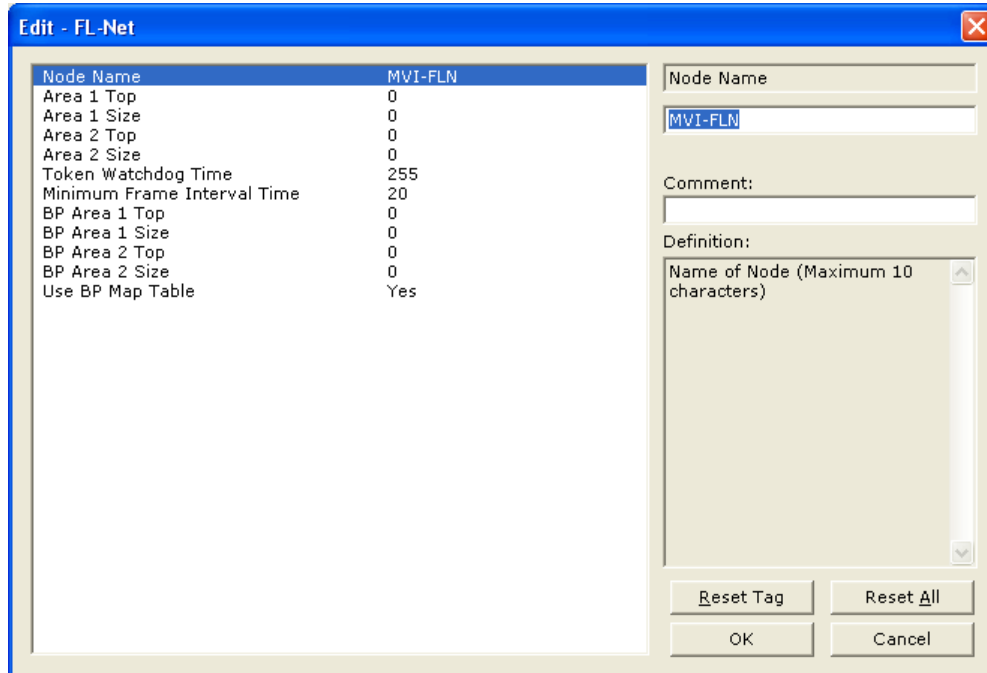 Edit - FL-Net
Node Name MVI-FLN
Area 1 Top 0
Area 1 Size 0
Area 2 Top 0
Area 2 Size 0
Token Watchdog Time 255
Minimum Frame Interval Time 20
BP Area 1 Top 0
BP Area 1 Size 0
BP Area 2 Top 0
BP Area 2 Size 0
Use BP Map Table Yes
Node Name
MVI-FLN
Comment:
Definition:
Name of Node (Maximum 10
characters)
Reset Tag Reset All
OK Cancel